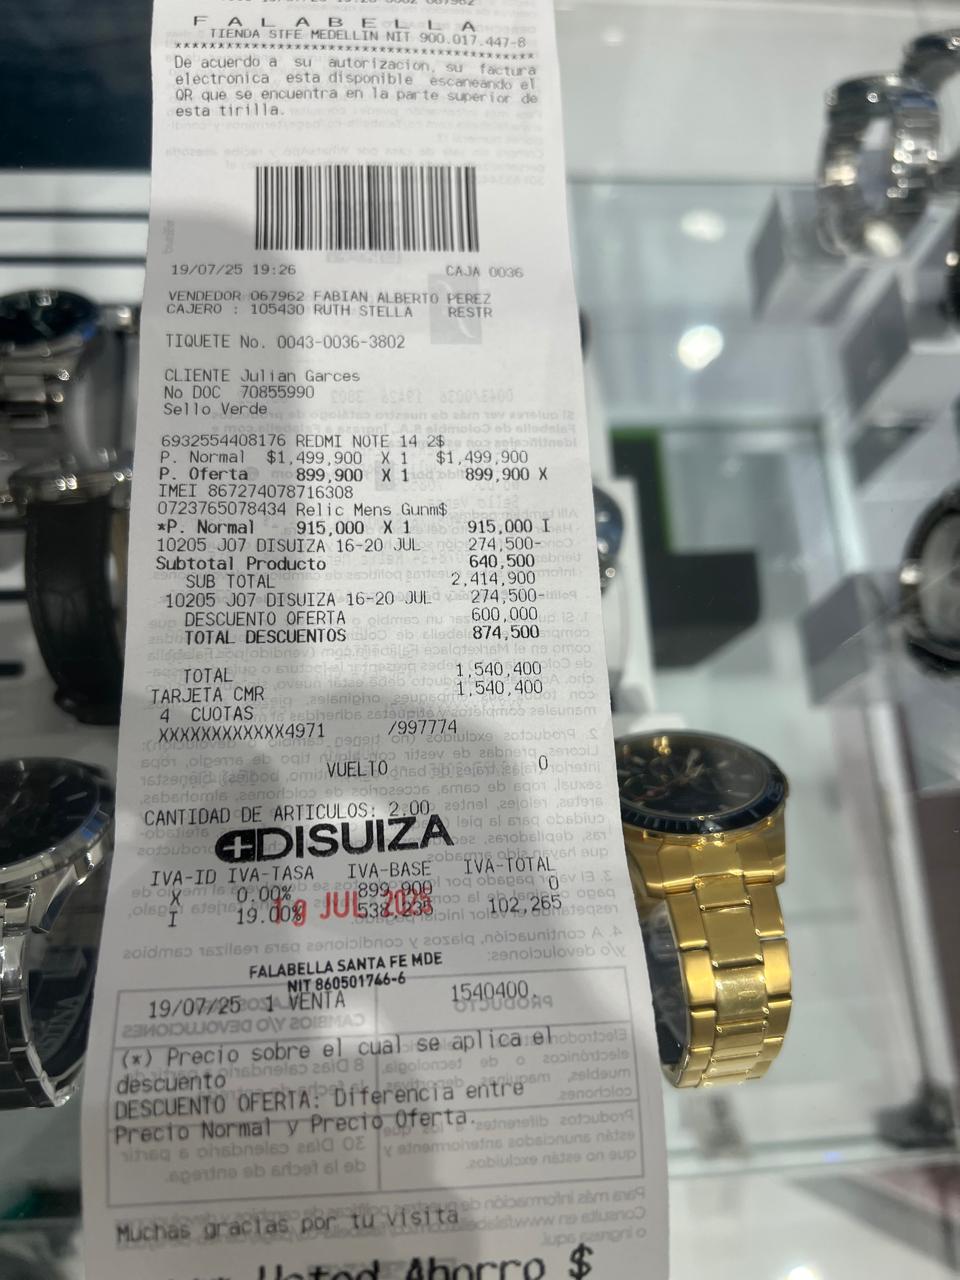 F A L A B E L L A
TIENDA STFE MEDELLIN NIT 900.017.447-8
****************************************
De acuerdo a su autorizacion, su factura
electronica esta disponible escaneando el
QR que se encuentra en la parte superior de
esta tirilla.
19/07/25 19:26 CAJA 0036
VENDEDOR 067962 FABIAN ALBERTO PEREZ
CAJERO : 105430 RUTH STELLA RESTR
TIQUETE No. 0043-0036-3802
CLIENTE Julian Garces
No DOC 70855990
Sello Verde
6932554408176 REDMI NOTE 14 2$
P. Normal $1,499,900 X 1 $1,499,900
P. Oferta 899,900 X 1 899,900 X
IMEI 867274078716308
0723765078434 Relic Mens Gunm$
*P. Normal 915,000 X 1 915,000 I
10205 J07 DISUIZA 16-20 JUL 274,500-
Subtotal Producto 640,500
SUB TOTAL 2,414,900
10205 J07 DISUIZA 16-20 JUL 274,500-
DESCUENTO OFERTA 600,000
TOTAL DESCUENTOS 874,500
TOTAL 1,540,400
TARJETA CMR 1,540,400
4 CUOTAS
XXXXXXXXXXXX4971 /997774
VUELTO 0
CANTIDAD DE ARTICULOS: 2.00
DISUIZA
IVA-ID IVA-TASA IVA-BASE IVA-TOTAL
X 0.00% 899,900 0
I 19.00% 538,235 102,265
19 JUL 2025
FALABELLA SANTA FE MDE
NIT 860501746-6
19/07/25 1 VENTA 1540400.
(*) Precio sobre el cual se aplica el
descuento
DESCUENTO OFERTA: Diferencia entre
Precio Normal y Precio Oferta.
Muchas gracias por tu visita
Usted Ahorro $